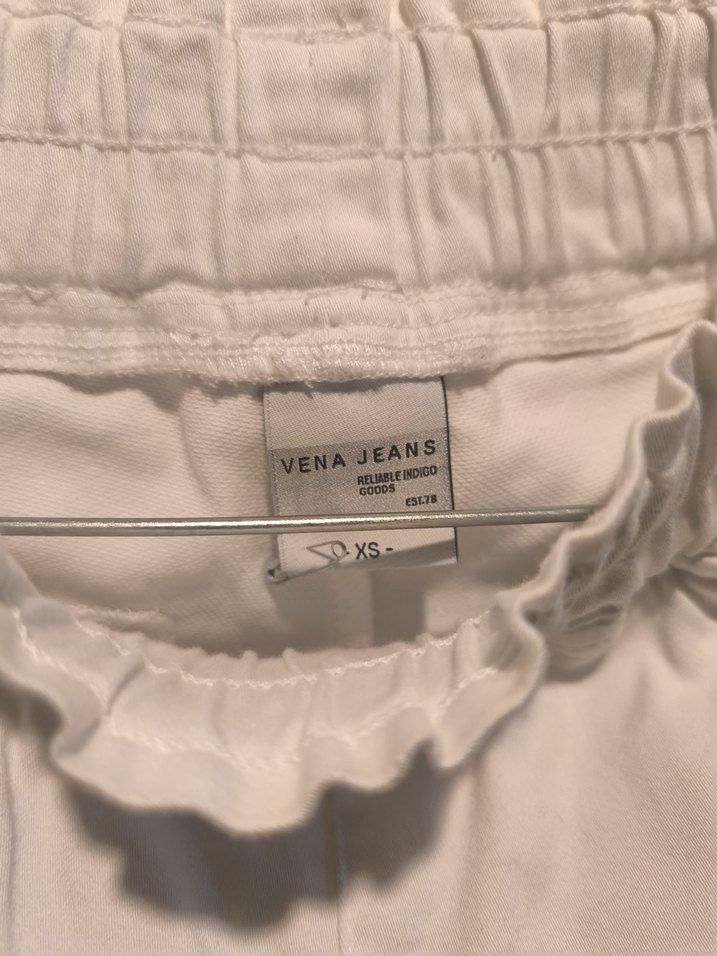 VENA JEANS
RELIABLE INDIGO
GOODS
EST.78
- XS -